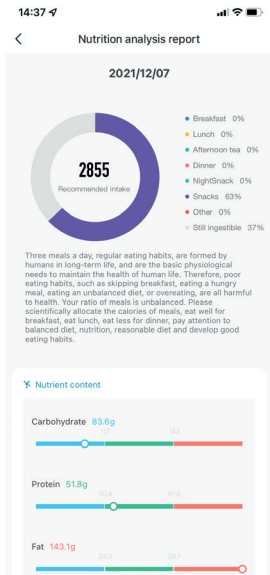 14:37
Nutrition analysis report
2021/12/07
2855
Recommended intake
Breakfast 0%
Lunch 0%
Afternoon tea 0%
Dinner 0%
NightSnack 0%
Snacks 63%
Other 0%
Still ingestible 37%
Three meals a day, regular eating habits, are formed by
humans in long-term life, and are the basic physiological
needs to maintain the health of human life. Therefore, poor
eating habits, such as skipping breakfast, eating a hungry
meal, eating an unbalanced diet, or overeating, are all harmful
to health. Your ratio of meals is unbalanced. Please
scientifically allocate the calories of meals, eat well for
breakfast, eat lunch, eat less for dinner, pay attention to
balanced diet, nutrition, reasonable diet and develop good
eating habits.
Nutrient content
Carbohydrate 83.6g
Protein 51.8g
Fat 143.1g